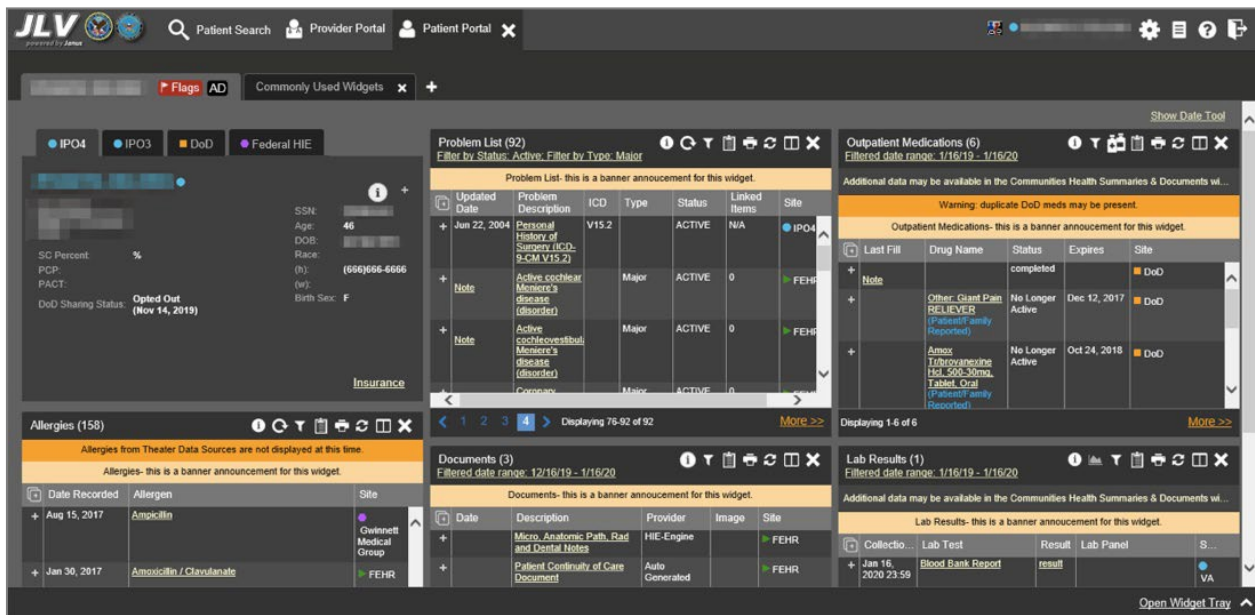 JLV
powered by Janus
Patient Search
Provider Portal
Patient Portal
Flags AD
Commonly Used Widgets
Show Date Tool
IPO4
IPO3
DoD
Federal HIE
SSN:
Age: 46
DOB:
SC Percent: %
Race:
PCP:
(h): (666)666-6666
PACT:
(w):
DoD Sharing Status: Opted Out
(Nov 14, 2019)
Birth Sex: F
Insurance
Problem List (92)
Filter by Status: Active; Filter by Type: Major
Problem List- this is a banner annoucement for this widget.
Updated Date
Problem Description
ICD
Type
Status
Linked Items
Site
Jun 22, 2004
Personal
History of
Surgery (ICD-
9-CM V15.2)
V15.2
ACTIVE
N/A
IPO4
Note
Active cochlear
Meniere's
disease
(disorder)
Major
ACTIVE
0
FEHR
Note
Active
cochleovestibula
Meniere's
disease
(disorder)
Major
ACTIVE
0
FEHR
Coronary
Major
ACTIVE
0
1 2 3 4
Displaying 76-92 of 92
More >>
Outpatient Medications (6)
Filtered date range: 1/16/19 - 1/16/20
Additional data may be available in the Communities Health Summaries & Documents wi...
Warning: duplicate DoD meds may be present.
Outpatient Medications- this is a banner annoucement for this widget.
Last Fill
Drug Name
Status
Expires
Site
Note
completed
DoD
Other: Giant Pain
RELIEVER
(Patient/Family
Reported)
No Longer
Active
Dec 12, 2017
DoD
Amox
Tr/brovanexine
Hcl, 500-30mg,
Tablet, Oral
(Patient/Family
Reported)
No Longer
Active
Oct 24, 2018
DoD
Displaying 1-6 of 6
More >>
Allergies (158)
Allergies from Theater Data Sources are not displayed at this time.
Allergies- this is a banner annoucement for this widget.
Date Recorded
Allergen
Site
Aug 15, 2017
Ampicillin
Gwinnett
Medical
Group
Jan 30, 2017
Amoxicillin / Clavulanate
FEHR
Documents (3)
Filtered date range: 12/16/19 - 1/16/20
Documents- this is a banner annoucement for this widget.
Date
Description
Provider
Image
Site
Micro, Anatomic Path, Rad
and Dental Notes
HIE-Engine
FEHR
Patient Continuity of Care
Document
Auto
Generated
FEHR
Lab Results (1)
Filtered date range: 1/16/19 - 1/16/20
Additional data may be available in the Communities Health Summaries & Documents wi...
Lab Results- this is a banner annoucement for this widget.
Collectio...
Lab Test
Result
Lab Panel
S...
Jan 16,
2020 23:59
Blood Bank Report
result
VA
Open Widget Tray